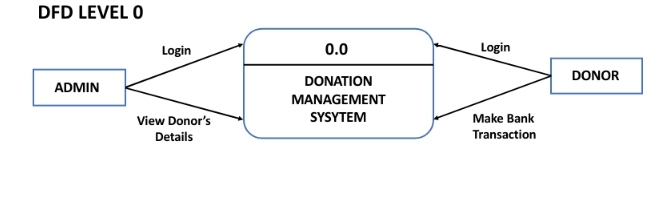 DFD LEVEL 0
Login
0.0
Login
ADMIN
DONATION
MANAGEMENT
SYSYTEM
DONOR
View Donor's
Details
Make Bank
Transaction